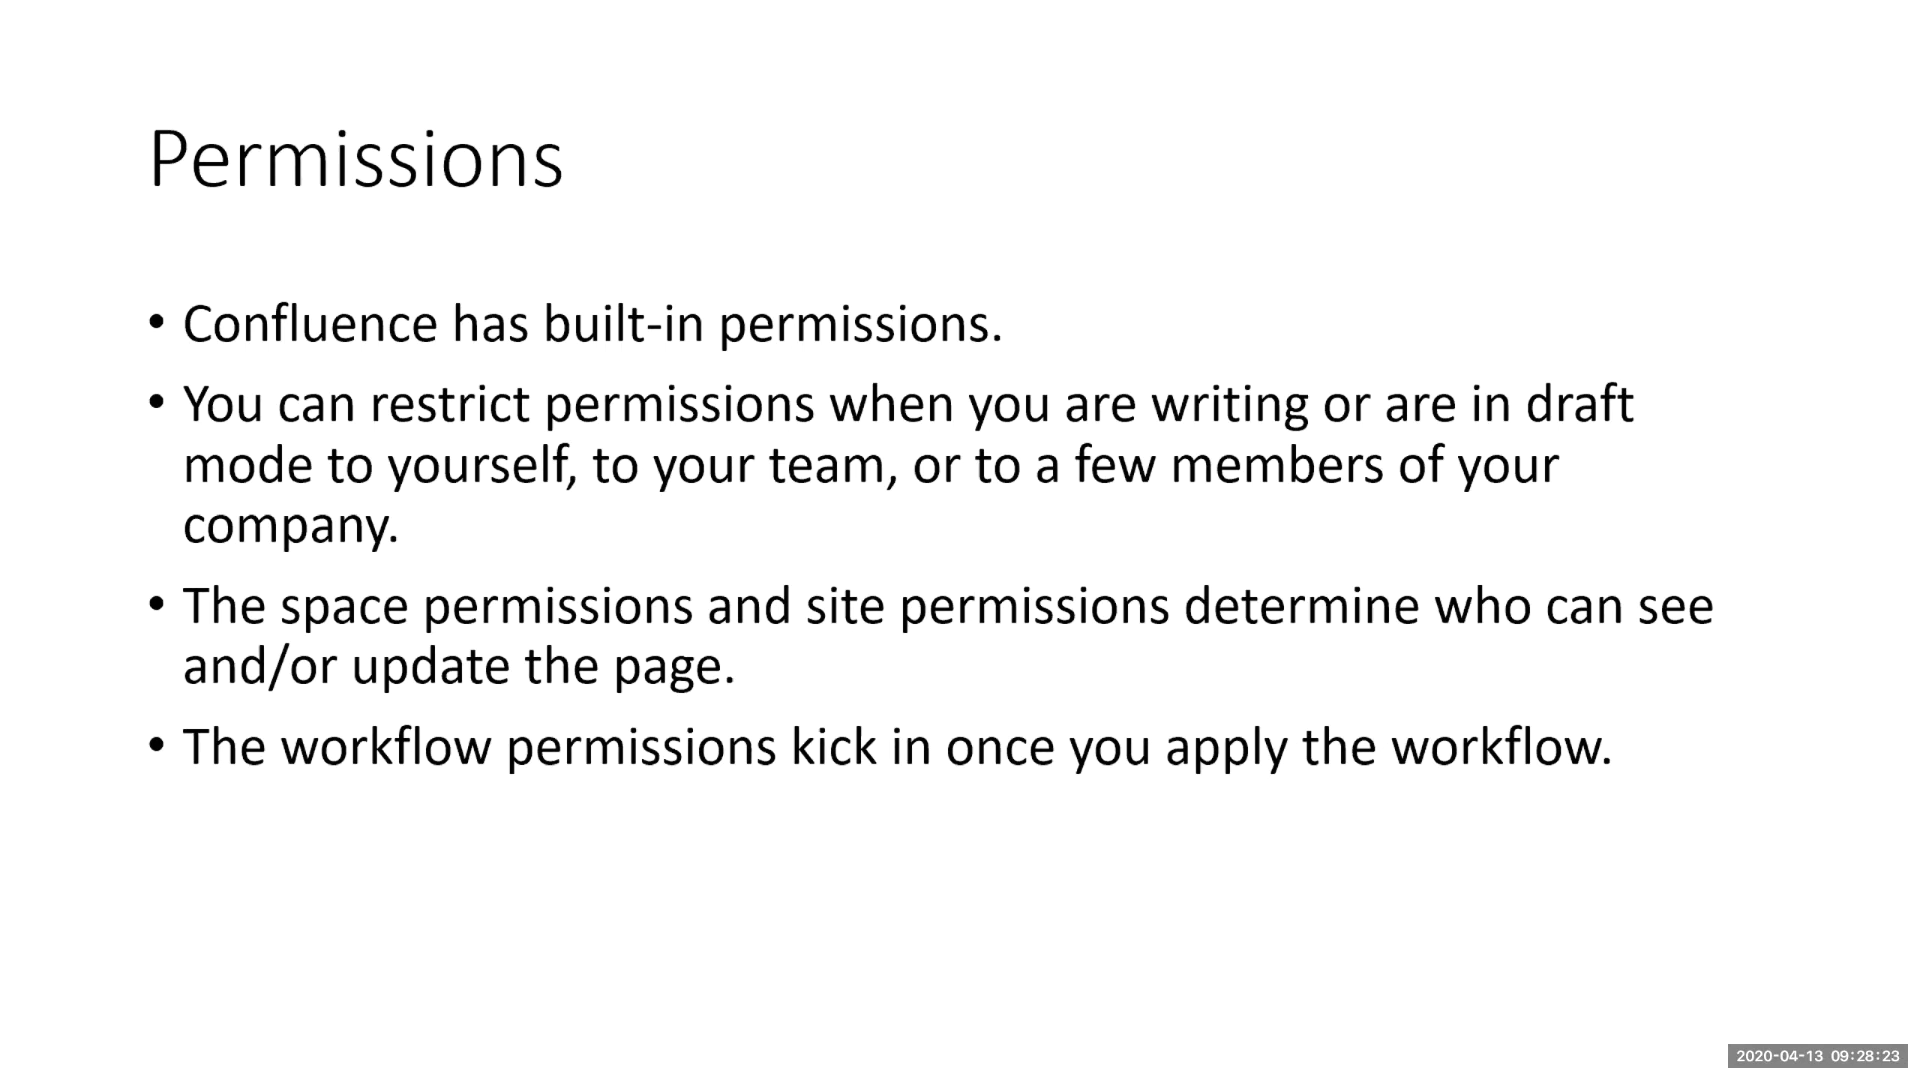 Permissions
• Confluence has built-in permissions.
• You can restrict permissions when you are writing or are in draft
mode to yourself, to your team, or to a few members of your
company.
• The space permissions and site permissions determine who can see
and/or update the page.
• The workflow permissions kick in once you apply the workflow.
2020-04-13 09:28:23